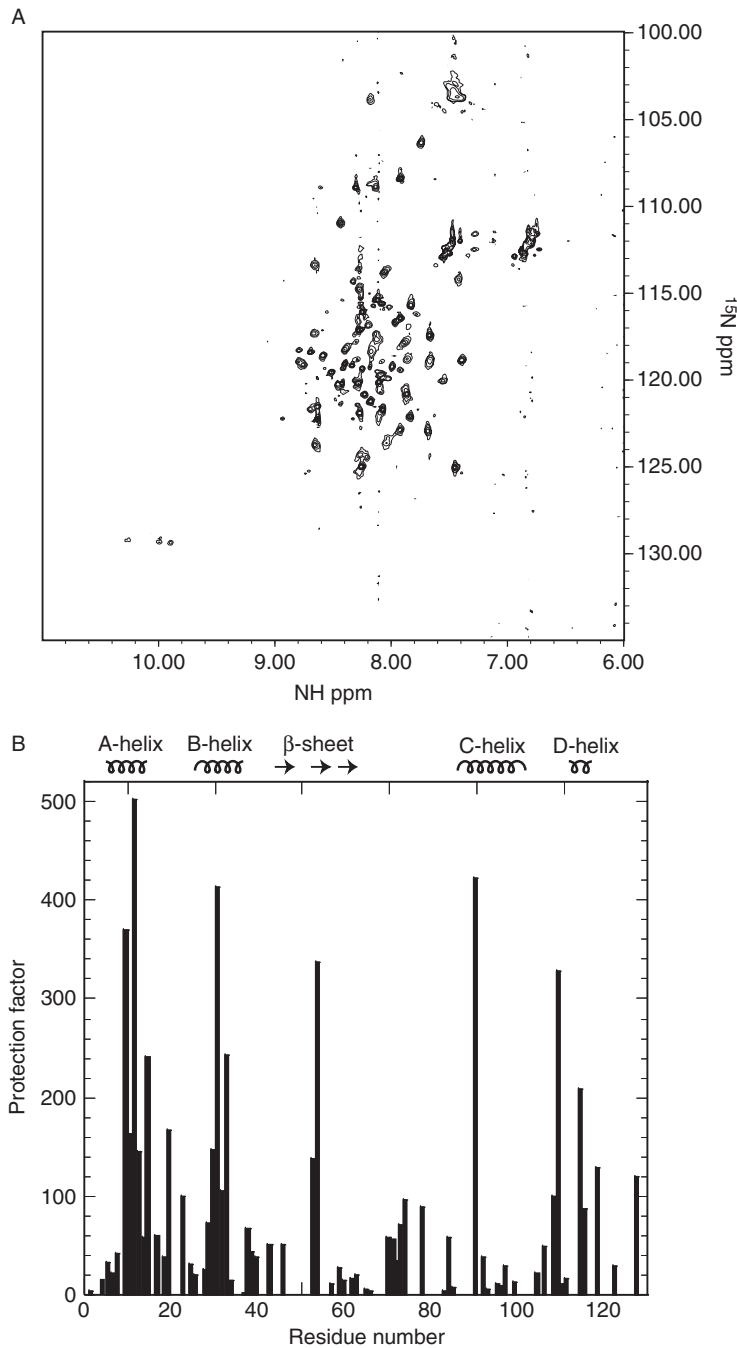 A
100.00
105.00
110.00
115.00
120.00
125.00
130.00
15N ppm
10.00 9.00 8.00 7.00 6.00
NH ppm
B
A-helix B-helix β-sheet C-helix D-helix
500
400
300
200
100
0
Protection factor
0 20 40 60 80 100 120
Residue number